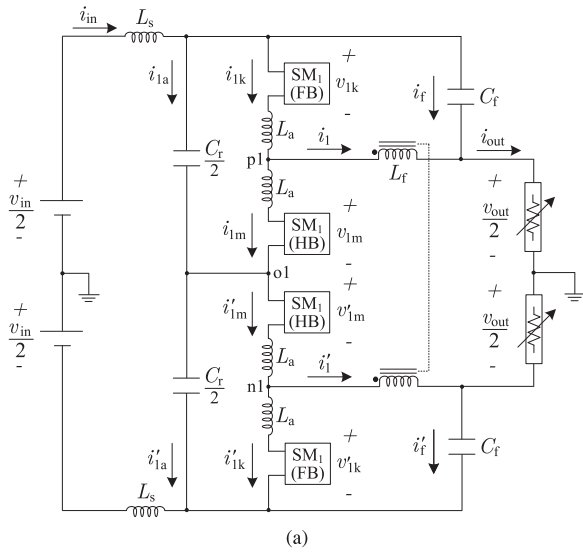 i_in
L_s
i_1a
i_1k
SM_1
(FB)
+
v_1k
-
i_f
C_f
L_a
C_r/2
p1
i_1
L_f
i_out
L_a
+
v_in/2
-
i_1m
SM_1
(HB)
+
v_1m
-
+
v_out/2
-
o1
i'_1m
SM_1
(HB)
+
v'_1m
-
+
v_in/2
-
+
v_out/2
-
L_a
C_r/2
n1
i'_1
L_a
i'_1a
i'_1k
SM_1
(FB)
+
v'_1k
-
i'_f
C_f
L_s
(a)